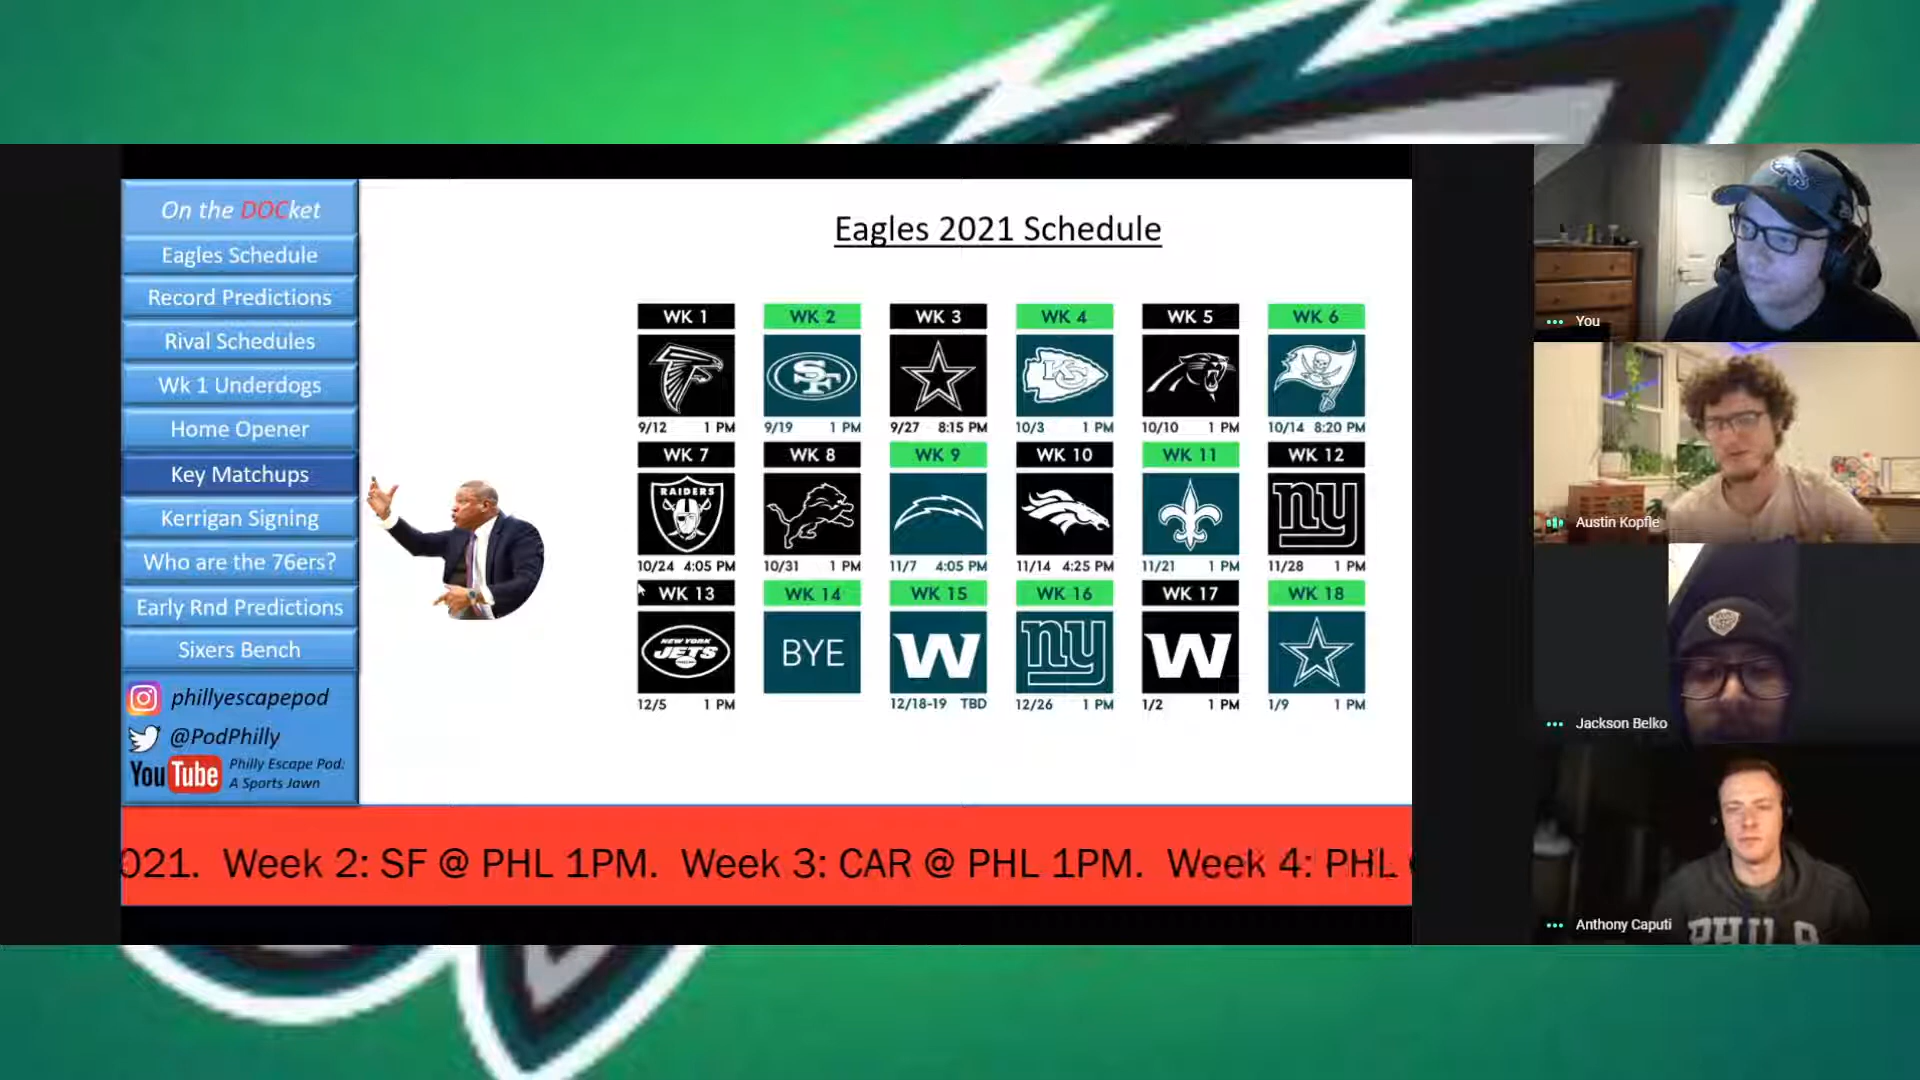 On the DOCket
Eagles Schedule
Record Predictions
Rival Schedules
Wk 1 Underdogs
Home Opener
Key Matchups
Kerrigan Signing
Who are the 76ers?
Early Rnd Predictions
Sixers Bench
phillyescapepod
@PodPhilly
YouTube
Philly Escape Pod:
A Sports Jawn
Eagles 2021 Schedule
WK 1 WK 2 WK 3 WK 4 WK 5 WK 6
SF KC
9/12 1 PM 9/19 1 PM 9/27 8:15 PM 10/3 1 PM 10/10 1 PM 10/14 8:20 PM
WK 7 WK 8 WK 9 WK 10 WK 11 WK 12
RAIDERS ny
10/24 4:05 PM 10/31 1 PM 11/7 4:05 PM 11/14 4:25 PM 11/21 1 PM 11/28 1 PM
WK 13 WK 14 WK 15 WK 16 WK 17 WK 18
NEW YORK JETS BYE W ny W
12/5 1 PM 12/18-19 TBD 12/26 1 PM 1/2 1 PM 1/9 1 PM
021. Week 2: SF @ PHL 1PM. Week 3: CAR @ PHL 1PM. Week 4: PHL
You
Austin Kopfle
Jackson Belko
Anthony Caputi